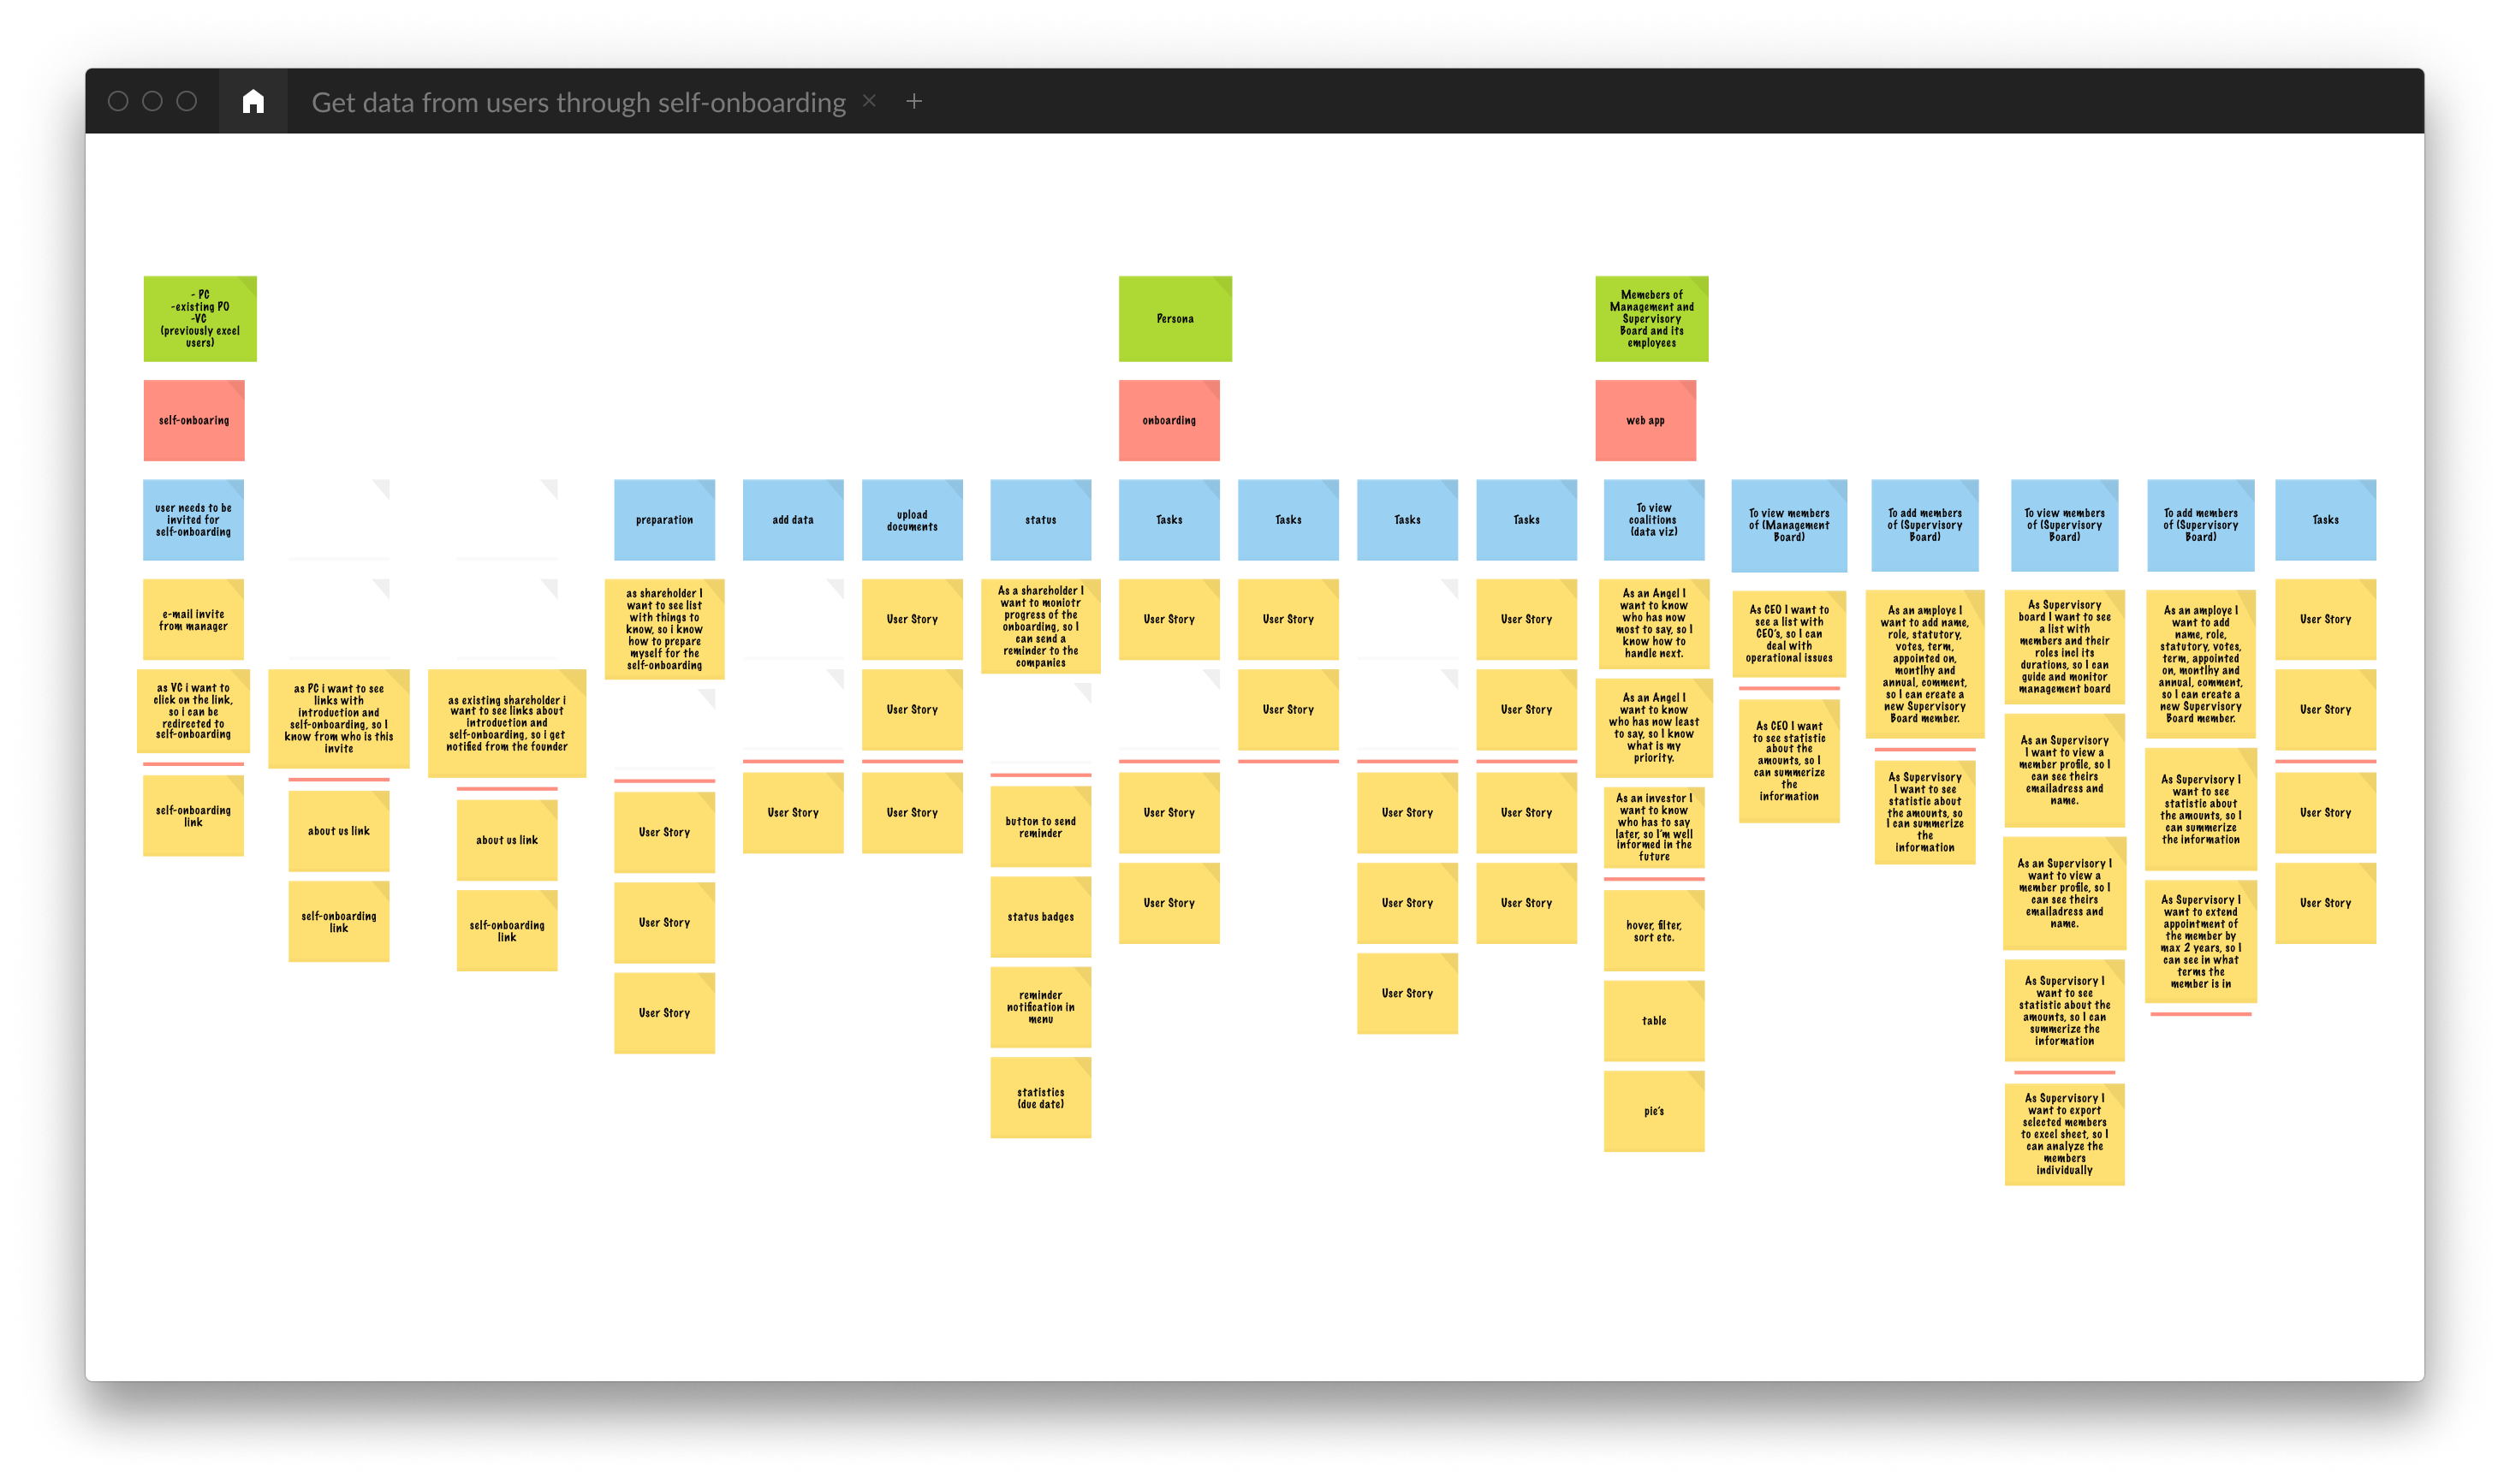 Get data from users through self-onboarding
- PC
-existing PO
-VC
(previously excel
users)
Persona
Memebers of
Management and
Supervisory
Board and its
employees
self-onboaring
onboarding
web app
user needs to be
invited for
self-onboarding
preparation
add data
upload
documents
status
Tasks
Tasks
Tasks
Tasks
To view
coalitions
(data viz)
To view members
of (Management
Board)
To add members
of (Supervisory
Board)
To view members
of (Supervisory
Board)
To add members
of (Supervisory
Board)
Tasks
e-mail invite
from manager
as VC i want to
click on the link,
so i can be
redirected to
self-onboarding
self-onboarding
link
as PC i want to see
links with
introduction and
self-onboarding, so I
know from who is this
invite
about us link
self-onboarding
link
as existing shareholder i
want to see links about
introduction and
self-onboarding, so i get
notified from the founder
about us link
self-onboarding
link
as shareholder I
want to see list
with things to
know, so i know
how to prepare
myself for the
self-onboarding
User Story
User Story
User Story
User Story
User Story
User Story
User Story
As a shareholder I
want to moniotr
progress of the
onboarding, so I
can send a
reminder to the
companies
button to send
reminder
status badges
reminder
notification in
menu
statistics
(due date)
User Story
User Story
User Story
User Story
User Story
User Story
User Story
User Story
User Story
User Story
User Story
User Story
As an Angel I
want to know
who has now
most to say, so I
know how to
handle next.
As an Angel I
want to know
who has now least
to say, so I know
what is my
priority.
As an investor I
want to know
who has to say
later, so I'm well
informed in the
future
hover, filter,
sort etc.
table
pie's
As CEO I want to
see a list with
CEO's, so I can
deal with
operational issues
As CEO I want
to see statistic
about the
amounts, so I
can summerize
the
information
As an amploye I
want to add name,
role, statutory,
votes, term,
appointed on,
montlhy and
annual, comment,
so I can create a
new Supervisory
Board member.
As Supervisory
I want to see
statistic about
the amounts, so
I can summerize
the
information
As Supervisory
board I want to see
a list with
members and their
roles incl its
durations, so I can
guide and monitor
management board
As an Supervisory
I want to view a
member profile, so I
can see theirs
emailadress and
name.
As an Supervisory I
want to view a
member profile, so I
can see theirs
emailadress and
name.
As Supervisory I
want to see
statistic about the
amounts, so I can
summerize the
information
As Supervisory I
want to export
selected members
to excel sheet, so I
can analyze the
members
individually
As an amploye I
want to add
name, role,
statutory, votes,
term, appointed
on, montlhy and
annual, comment,
so I can create a
new Supervisory
Board member.
As Supervisory I
want to see
statistic about
the amounts, so I
can summerize
the information
As Supervisory I
want to extend
appointment of
the member by
max 2 years, so I
can see in what
terms the
member is in
User Story
User Story
User Story
User Story